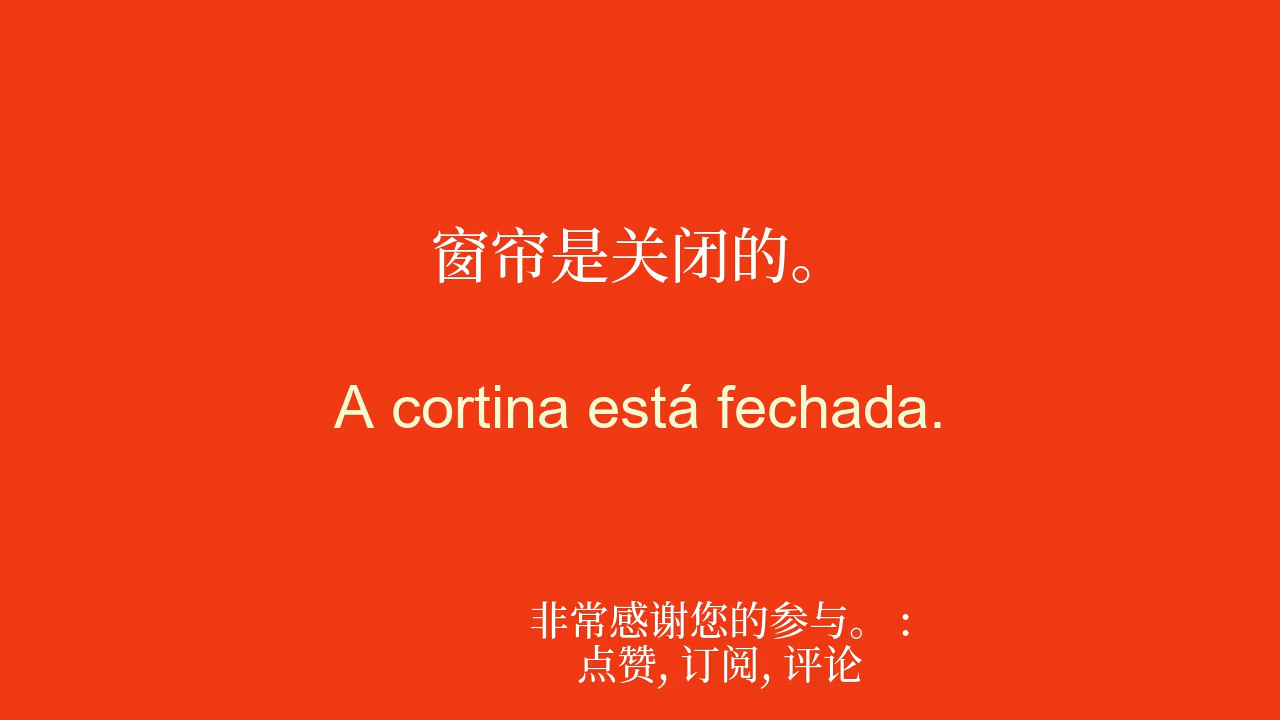 窗帘是关闭的。
A cortina está fechada.
非常感谢您的参与。 :
点赞, 订阅, 评论